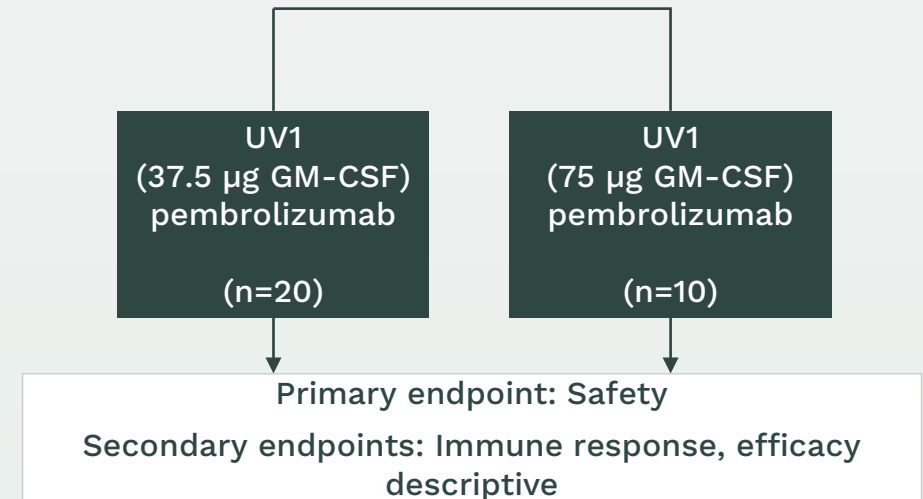 UV1
(37.5 µg GM-CSF)
pembrolizumab
(n=20)
UV1
(75 µg GM-CSF)
pembrolizumab
(n=10)
Primary endpoint: Safety
Secondary endpoints: Immune response, efficacy
descriptive